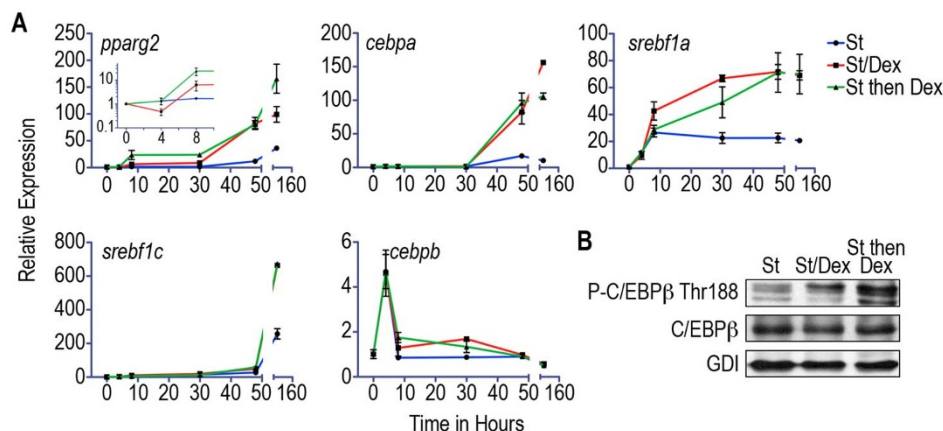 A
pparg2
cebpa
srebf1a
St
St/Dex
St then Dex
250
200
150
100
50
0
10
1
0.1
0 4 8
0 10 20 30 40 50 160
250
200
150
100
50
0
0 10 20 30 40 50 160
100
80
60
40
20
0
0 10 20 30 40 50 160
Relative Expression
srebf1c
cebpb
800
600
400
200
0
0 10 20 30 40 50 160
6
4
2
0
0 10 20 30 40 50 160
Time in Hours
B
St St/Dex St then
Dex
P-C/EBPβ Thr188
C/EBPβ
GDI